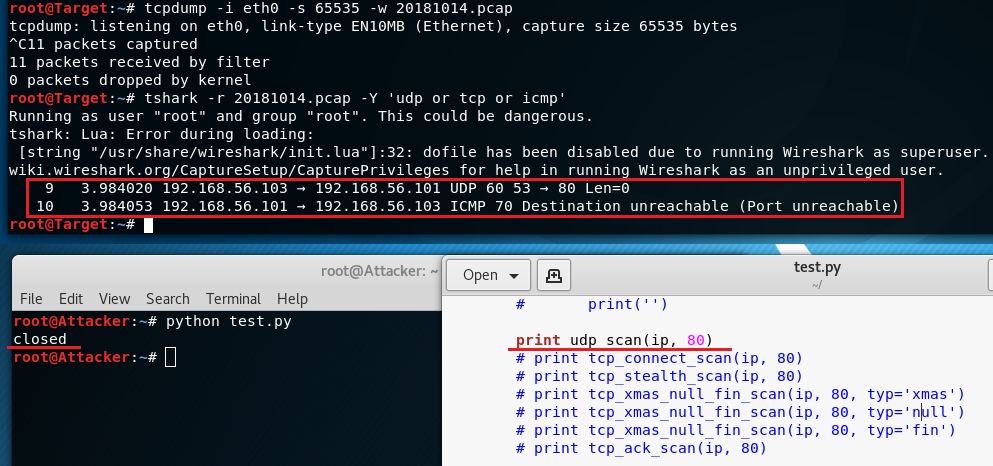 root@Target:~# tcpdump -i eth0 -s 65535 -w 20181014.pcap
tcpdump: listening on eth0, link-type EN10MB (Ethernet), capture size 65535 bytes
^C11 packets captured
11 packets received by filter
0 packets dropped by kernel
root@Target:~# tshark -r 20181014.pcap -Y 'udp or tcp or icmp'
Running as user "root" and group "root". This could be dangerous.
tshark: Lua: Error during loading:
 [string "/usr/share/wireshark/init.lua"]:32: dofile has been disabled due to running Wireshark as superuser.
wiki.wireshark.org/CaptureSetup/CapturePrivileges for help in running Wireshark as an unprivileged user.
    9   3.984020 192.168.56.103 → 192.168.56.101 UDP 60 53 → 80 Len=0
   10   3.984053 192.168.56.101 → 192.168.56.103 ICMP 70 Destination unreachable (Port unreachable)
root@Target:~#
root@Attacker: ~
File Edit View Search Terminal Help
root@Attacker:~# python test.py
closed
root@Attacker:~#
Open
test.py
~/
#       print('')
print udp_scan(ip, 80)
# print tcp_connect_scan(ip, 80)
# print tcp_stealth_scan(ip, 80)
# print tcp_xmas_null_fin_scan(ip, 80, typ='xmas')
# print tcp_xmas_null_fin_scan(ip, 80, typ='null')
# print tcp_xmas_null_fin_scan(ip, 80, typ='fin')
# print tcp_ack_scan(ip, 80)